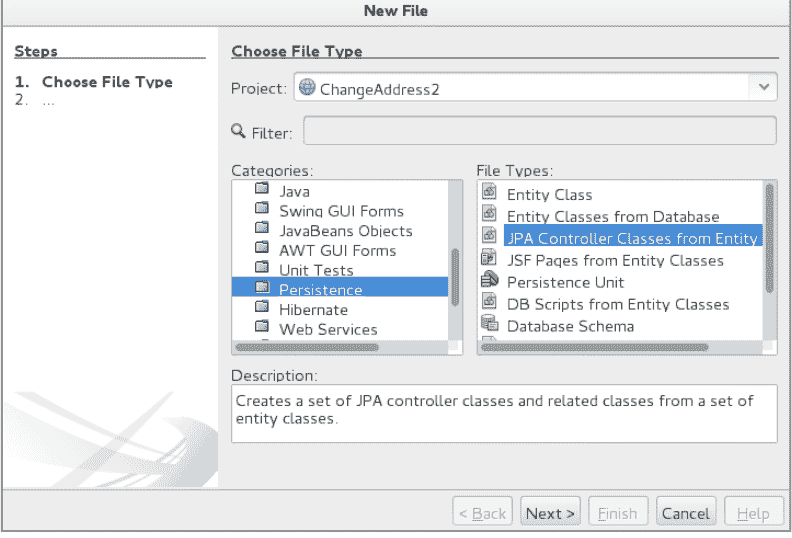 New File
Steps
1. Choose File Type
2. ...
Choose File Type
Project: ChangeAddress2
Filter:
Categories:
Java
Swing GUI Forms
JavaBeans Objects
AWT GUI Forms
Unit Tests
Persistence
Hibernate
Web Services
File Types:
Entity Class
Entity Classes from Database
JPA Controller Classes from Entity
JSF Pages from Entity Classes
Persistence Unit
DB Scripts from Entity Classes
Database Schema
Description:
Creates a set of JPA controller classes and related classes from a set of
entity classes.
< Back Next > Finish Cancel Help